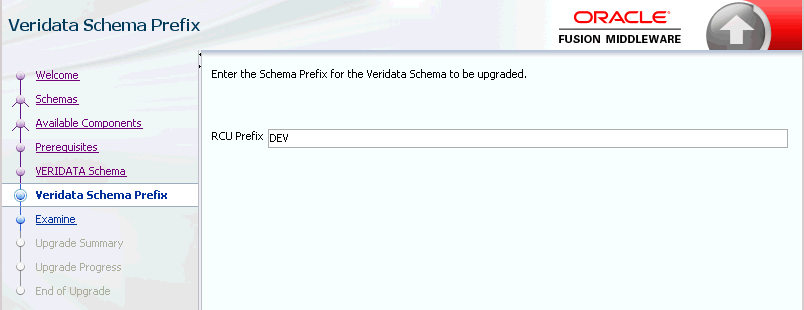 Veridata Schema Prefix
ORACLE
FUSION MIDDLEWARE
Welcome
Schemas
Available Components
Prerequisites
VERIDATA Schema
Veridata Schema Prefix
Examine
Upgrade Summary
Upgrade Progress
End of Upgrade
Enter the Schema Prefix for the Veridata Schema to be upgraded.
RCU Prefix DEV